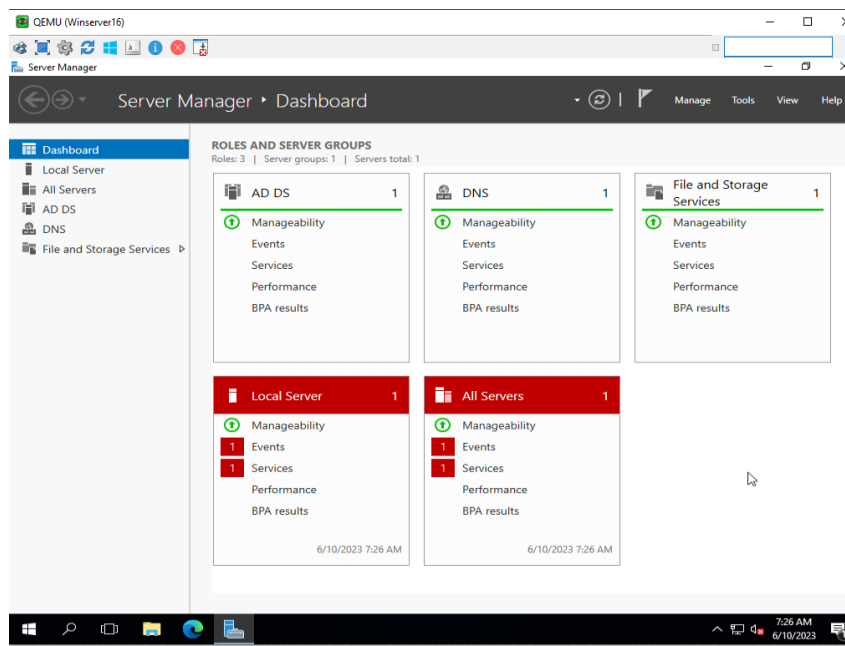 QEMU (Winserver16)
Server Manager
Server Manager • Dashboard
Manage Tools View Help
Dashboard
Local Server
All Servers
AD DS
DNS
File and Storage Services
ROLES AND SERVER GROUPS
Roles: 3 | Server groups: 1 | Servers total: 1
AD DS 1
Manageability
Events
Services
Performance
BPA results
DNS 1
Manageability
Events
Services
Performance
BPA results
File and Storage
Services 1
Manageability
Events
Services
Performance
BPA results
Local Server 1
Manageability
1 Events
1 Services
Performance
BPA results
6/10/2023 7:26 AM
All Servers 1
Manageability
1 Events
1 Services
Performance
BPA results
6/10/2023 7:26 AM
7:26 AM
6/10/2023